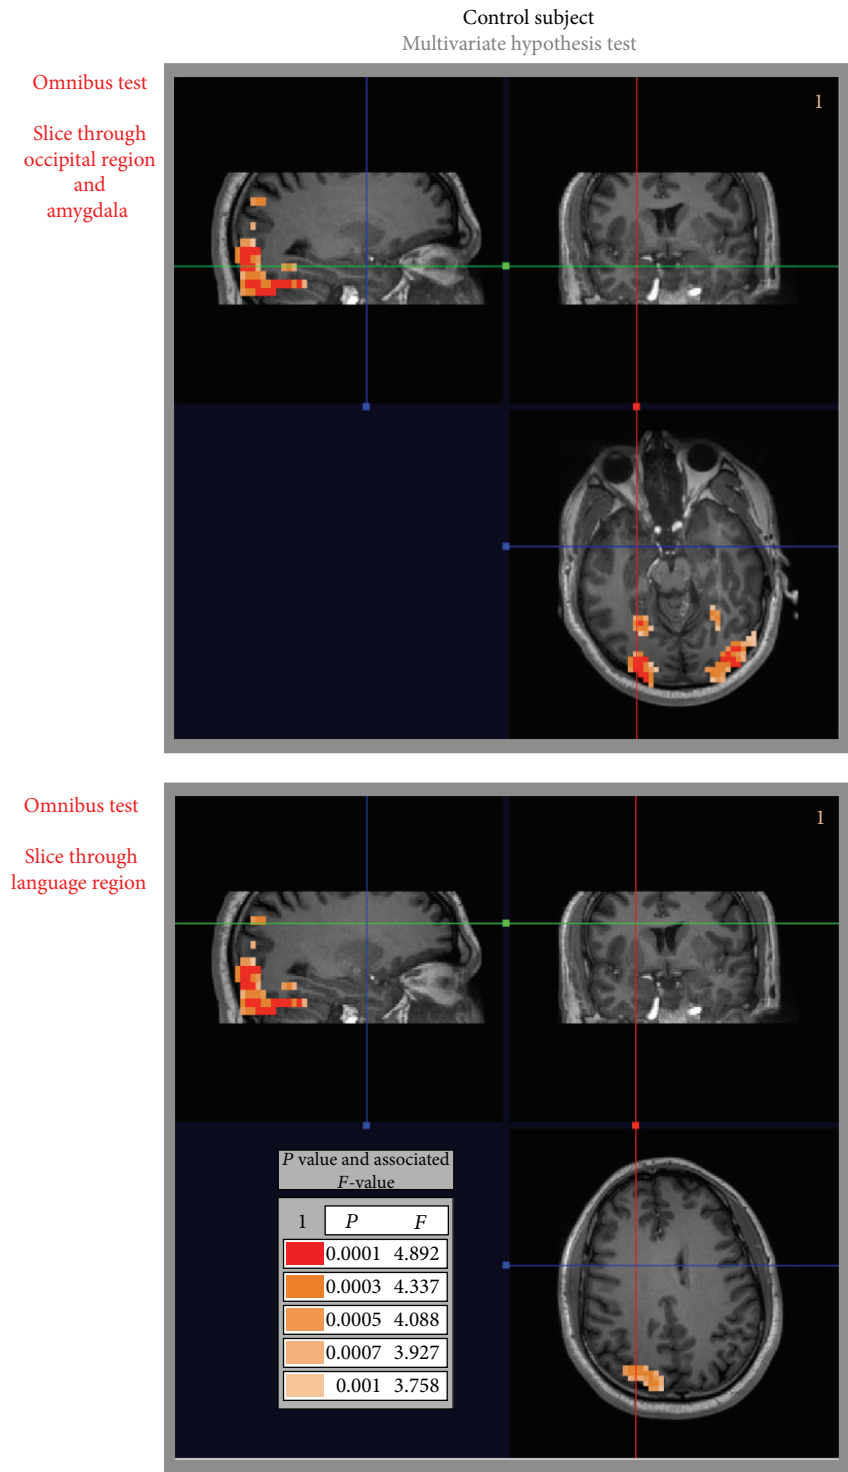 Control subject
Multivariate hypothesis test
Omnibus test
Slice through
occipital region
and
amygdala
1
Omnibus test
Slice through
language region
1
P value and associated
F-value
1 P F
0.0001 4.892
0.0003 4.337
0.0005 4.088
0.0007 3.927
0.001 3.758